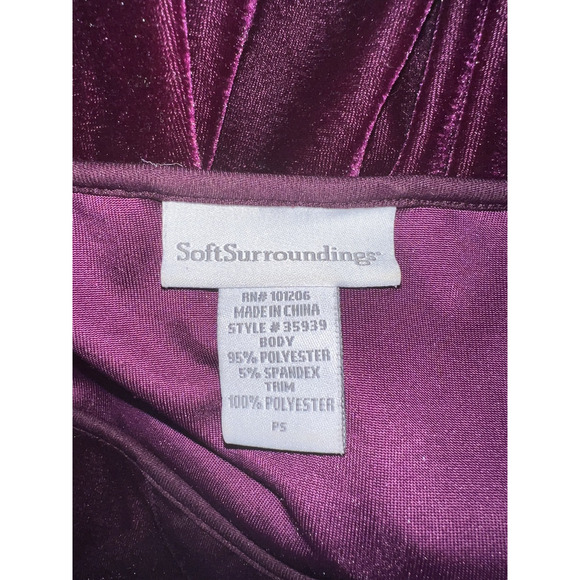 SoftSurroundings®
RN# 101206
MADE IN CHINA
STYLE # 35939
BODY
95% POLYESTER
5% SPANDEX
TRIM
100% POLYESTER
PS